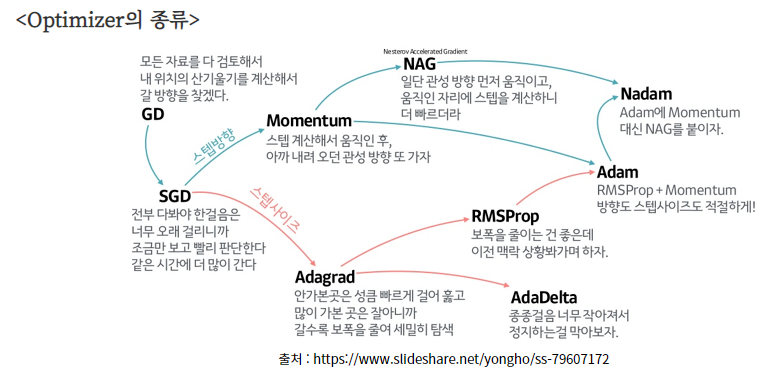 <Optimizer의 종류>
모든 자료를 다 검토해서
내 위치의 산기울기를 계산해서
갈 방향을 찾겠다.
GD
Nesterov Accelerated Gradient
NAG
일단 관성 방향 먼저 움직이고,
움직인 자리에 스텝을 계산하니
더 빠르더라
Nadam
Adam에 Momentum
대신 NAG를 붙이자.
Momentum
스텝 계산해서 움직인 후,
아까 내려 오던 관성 방향 또 가자
스텝방향
Adam
RMSProp + Momentum
방향도 스텝사이즈도 적절하게!
SGD
전부 다봐야 한걸음은
너무 오래 걸리니까
조금만 보고 빨리 판단한다
같은 시간에 더 많이 간다
스텝사이즈
RMSProp
보폭을 줄이는 건 좋은데
이전 맥락 상황봐가며 하자.
Adagrad
안가본곳은 성큼 빠르게 걸어 훓고
많이 가본 곳은 잘아니까
갈수록 보폭을 줄여 세밀히 탐색
AdaDelta
종종걸음 너무 작아져서
정지하는걸 막아보자.
출처 : https://www.slideshare.net/yongho/ss-79607172